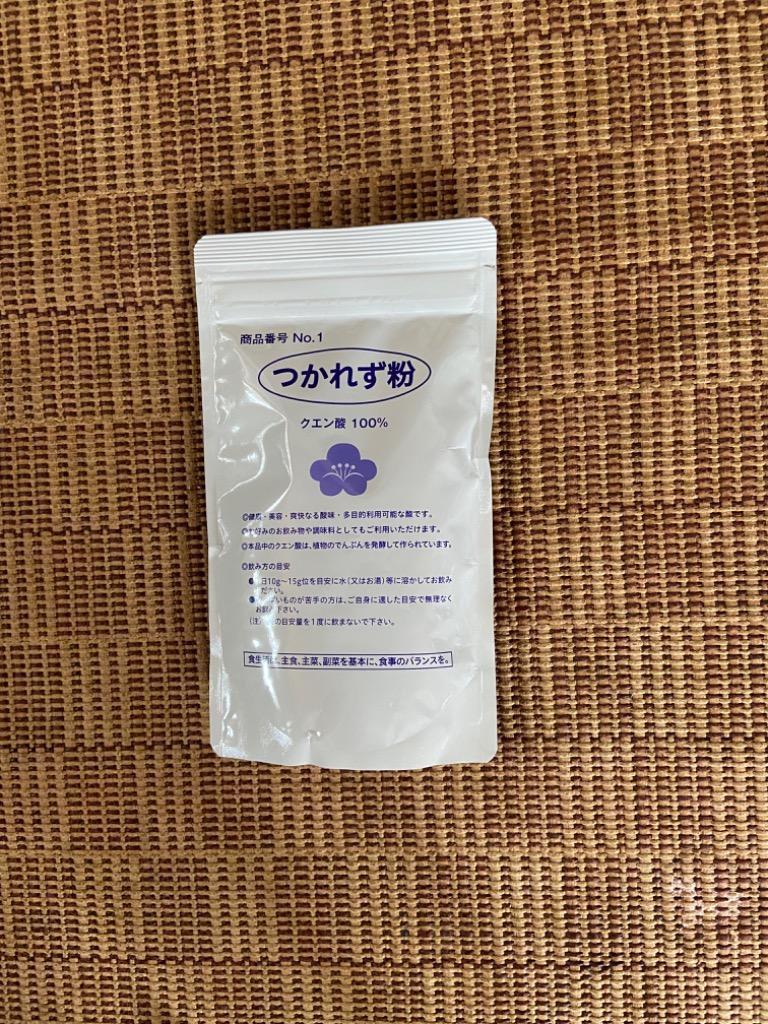 商品番号 No.1
つかれず粉
クエン酸 100%
◎健康・美容・爽快なる酸味・多目的利用可能な酸です。
◎お好みのお飲み物や調味料としてもご利用いただけます。
◎本品中のクエン酸は、植物のでんぷんを発酵して作られています。
◎飲み方の目安
● 日10g〜15g位を目安に水(又はお湯)等に溶かしてお飲み
ださい。
● ぱいものが苦手の方は、ご自身に適した目安で無理なく
お飲み下さい。
(注) の目安量を1度に飲まないで下さい。
食生活は、主食、主菜、副菜を基本に、食事のバランスを。